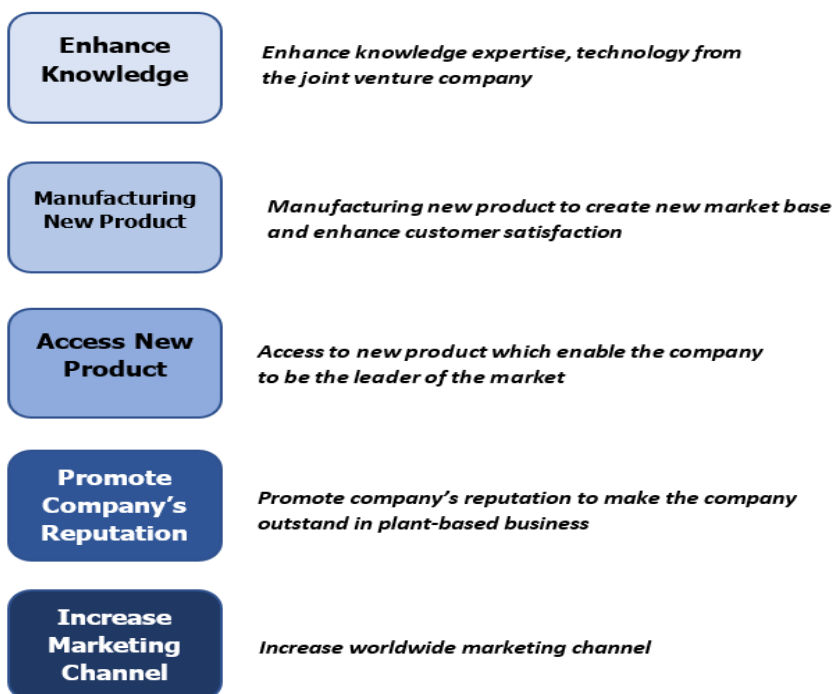 Enhance
Knowledge
Enhance knowledge expertise, technology from
the joint venture company
Manufacturing
New Product
Manufacturing new product to create new market base
and enhance customer satisfaction
Access New
Product
Access to new product which enable the company
to be the leader of the market
Promote
Company’s
Reputation
Promote company’s reputation to make the company
outstand in plant-based business
Increase
Marketing
Channel
Increase worldwide marketing channel